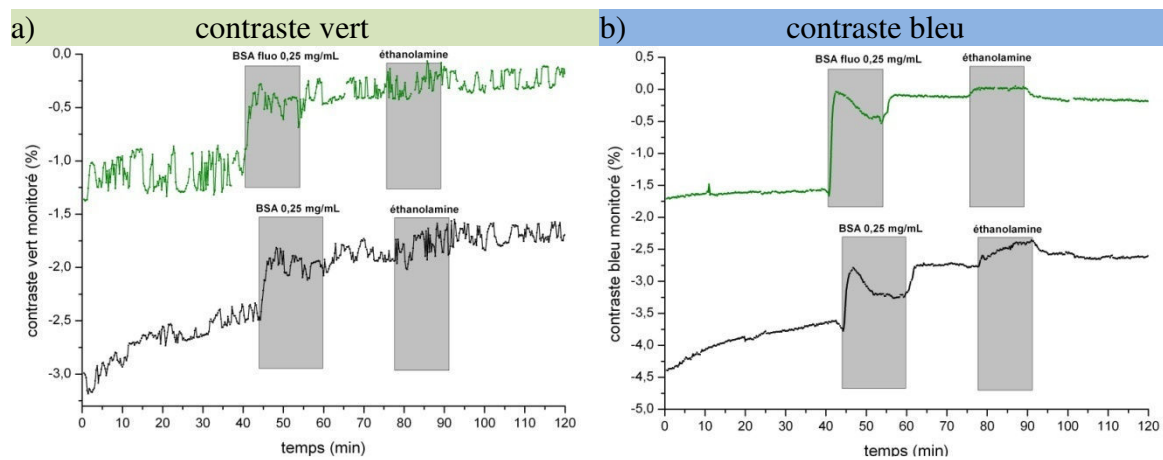 a) contraste vert
b) contraste bleu
contraste vert monitoré (%)
0,0
-0,5
-1,0
-1,5
-2,0
-2,5
-3,0
BSA fluo 0,25 mg/mL
éthanolamine
BSA 0,25 mg/mL
éthanolamine
0 10 20 30 40 50 60 70 80 90 100 110 120
temps (min)
contraste bleu monitoré (%)
0,5
0,0
-0,5
-1,0
-1,5
-2,0
-2,5
-3,0
-3,5
-4,0
-4,5
-5,0
BSA fluo 0,25 mg/mL
éthanolamine
BSA 0,25 mg/mL
éthanolamine
0 10 20 30 40 50 60 70 80 90 100 110 120
temps (min)